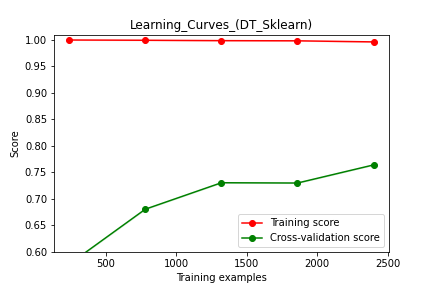 Learning_Curves_(DT_Sklearn)
1.00
0.95
0.90
0.85
0.80
0.75
0.70
0.65
0.60
Score
Training score
Cross-validation score
500
1000
1500
2000
2500
Training examples